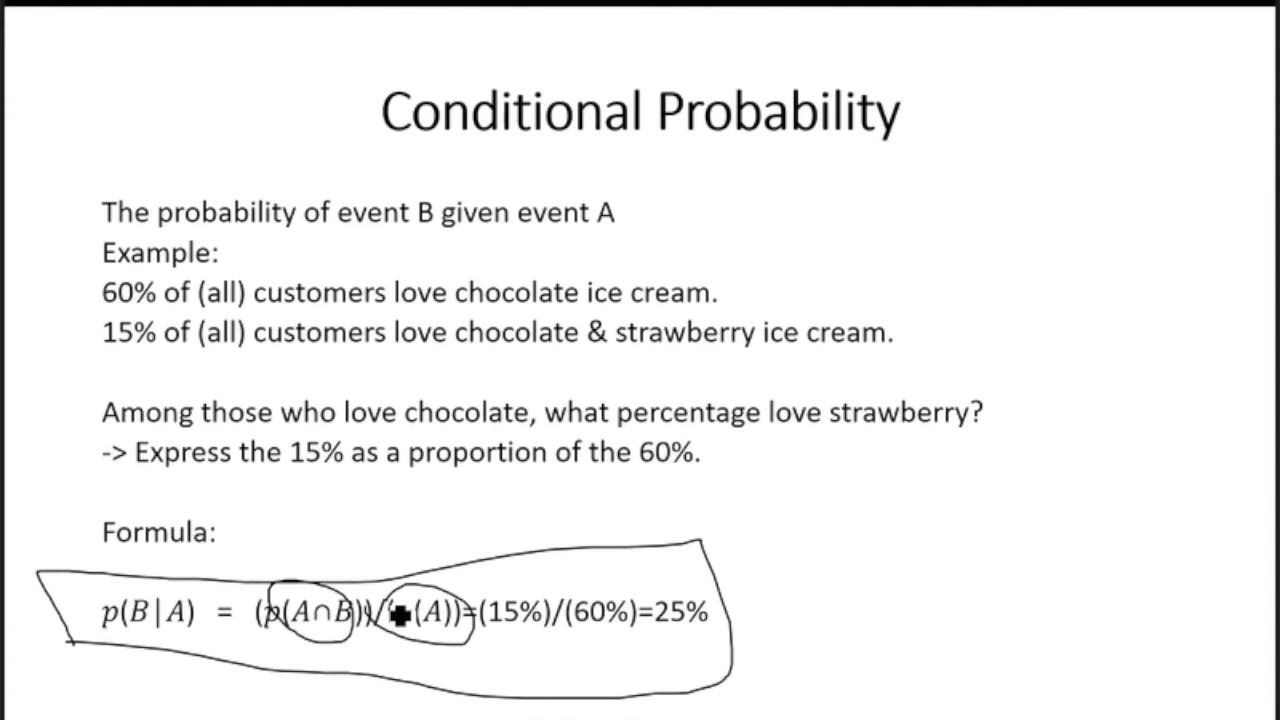 Conditional Probability
The probability of event B given event A
Example:
60% of (all) customers love chocolate ice cream.
15% of (all) customers love chocolate & strawberry ice cream.
Among those who love chocolate, what percentage love strawberry?
-> Express the 15% as a proportion of the 60%.
Formula:
p(B|A) = (p(A∩B))/( (A))=(15%)/(60%)=25%